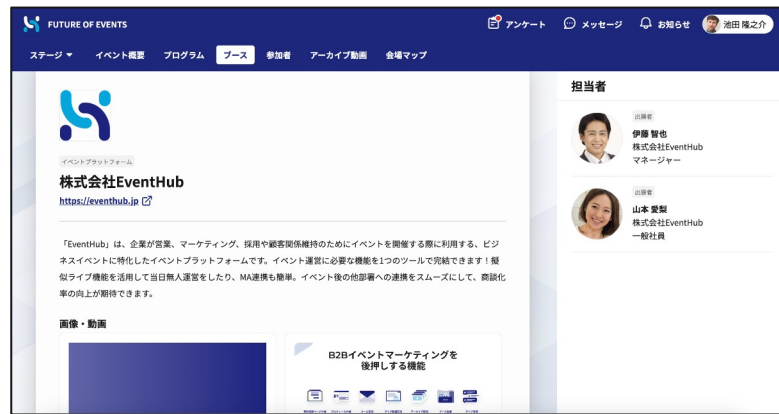 FUTURE OF EVENTS
アンケート
メッセージ
お知らせ
池田 隆之介
ステージ
イベント概要
プログラム
ブース
参加者
アーカイブ動画
会場マップ
イベントプラットフォーム
株式会社EventHub
https://eventhub.jp
「EventHub」は、企業が営業、マーケティング、採用や顧客関係維持のためにイベントを開催する際に利用する、ビジ
ネスイベントに特化したイベントプラットフォームです。イベント運営に必要な機能を1つのツールで完結できます！擬
似ライブ機能を活用して当日無人運営をしたり、MA連携も簡単。イベント後の他部署への連携をスムーズにして、商談化
率の向上が期待できます。
画像・動画
B2Bイベントマーケティングを
後押しする機能
担当者
出展者
伊藤 智也
株式会社EventHub
マネージャー
出展者
山本 愛梨
株式会社EventHub
一般社員